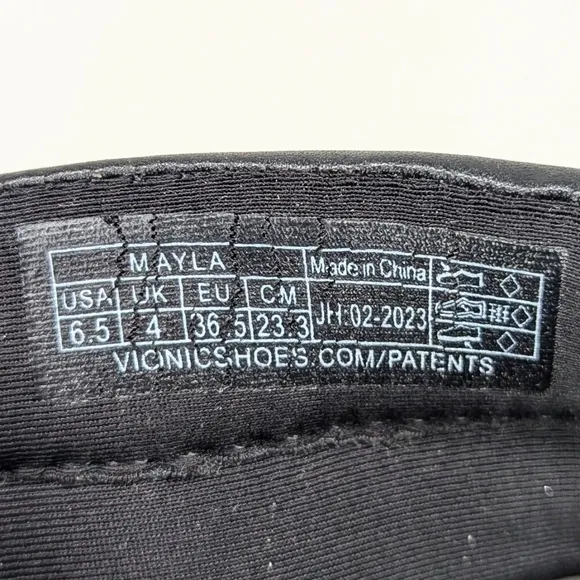 MAYLA Made in China
USA UK EU CM
6.5 4 36.5 23.3 JH:02-2023
VICNICSHOES.COM/PATENTS